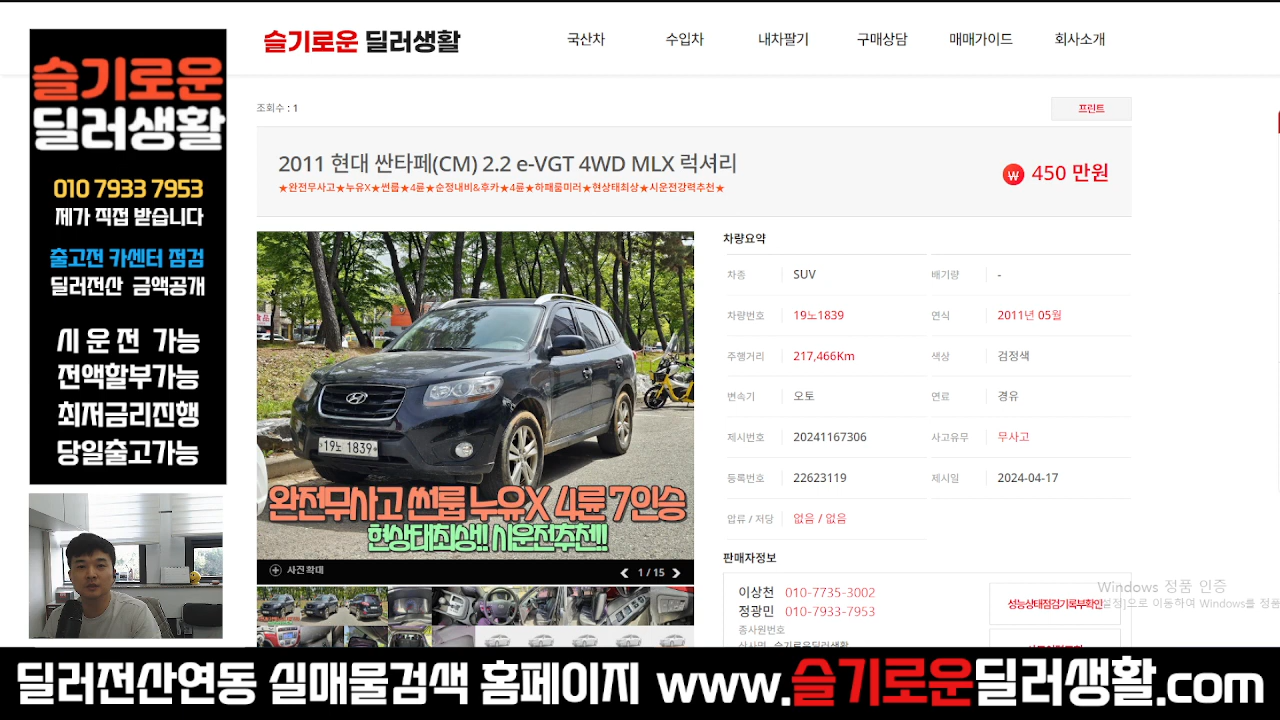 슬기로운
딜러생활
010 7933 7953
제가 직접 받습니다
출고전 카센터 점검
딜러전산 금액공개
시 운 전 가능
전액할부가능
최저금리진행
당일출고가능
슬기로운 딜러생활
국산차 수입차 내차팔기 구매상담 매매가이드 회사소개
조회수 : 1
프린트
2011 현대 싼타페(CM) 2.2 e-VGT 4WD MLX 럭셔리
★완전무사고★누유X★썬룹★4륜★순정내비&후카★4륜★하패룸미러★현상태최상★시운전강력추천★
450 만원
19노 1839
완전무사고 썬룹 누유X 4륜 7인승
현상태최상!! 시운전추천!!
사진확대
1 / 15
차량요약
차종 SUV 배기량 -
차량번호 19노1839 연식 2011년 05월
주행거리 217,466Km 색상 검정색
변속기 오토 연료 경유
제시번호 20241167306 사고유무 무사고
등록번호 22623119 제시일 2024-04-17
압류 / 저당 없음 / 없음
판매자정보
이상천 010-7735-3002
정광민 010-7933-7953
종사원번호
성능상태점검기록부확인
Windows 정품 인증
[설정]으로 이동하여 Windows를 정품
딜러전산연동 실매물검색 홈페이지 www.슬기로운딜러생활.com